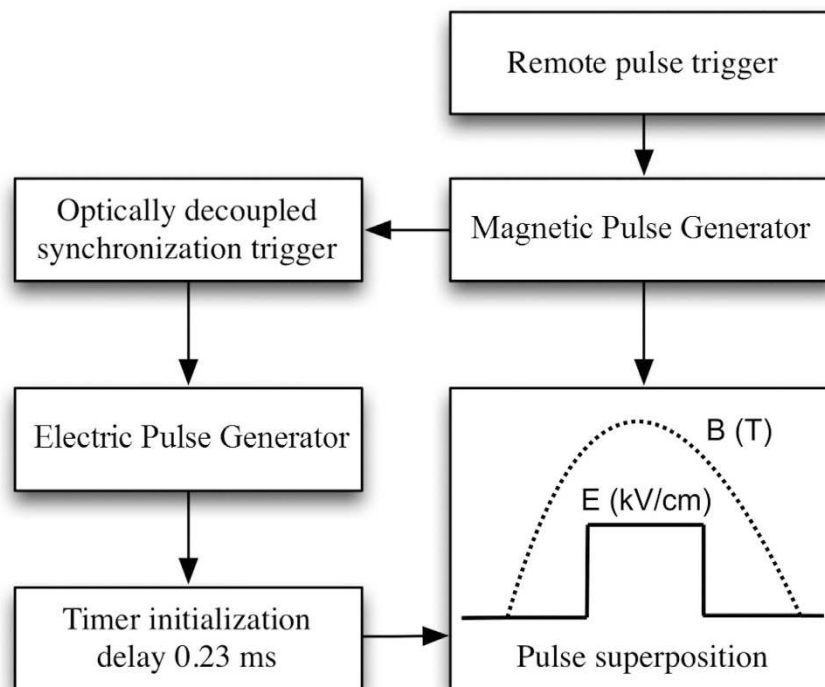 Remote pulse trigger
Optically decoupled
synchronization trigger
Magnetic Pulse Generator
Electric Pulse Generator
B (T)
E (kV/cm)
Timer initialization
delay 0.23 ms
Pulse superposition